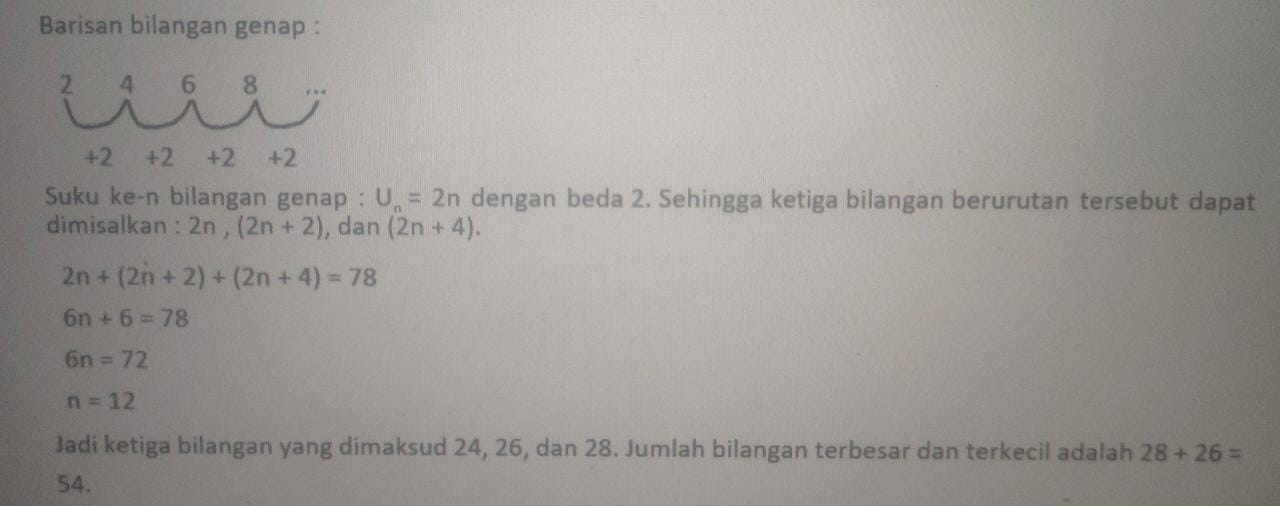 Barisan bilangan genap :
2 4 6 8 ...
+2 +2 +2 +2
Suku ke-n bilangan genap : Uₙ = 2n dengan beda 2. Sehingga ketiga bilangan berurutan tersebut dapat
dimisalkan : 2n , (2n + 2), dan (2n + 4).
2n + (2n + 2) + (2n + 4) = 78
6n + 6 = 78
6n = 72
n = 12
Jadi ketiga bilangan yang dimaksud 24, 26, dan 28. Jumlah bilangan terbesar dan terkecil adalah 28 + 26 =
54.